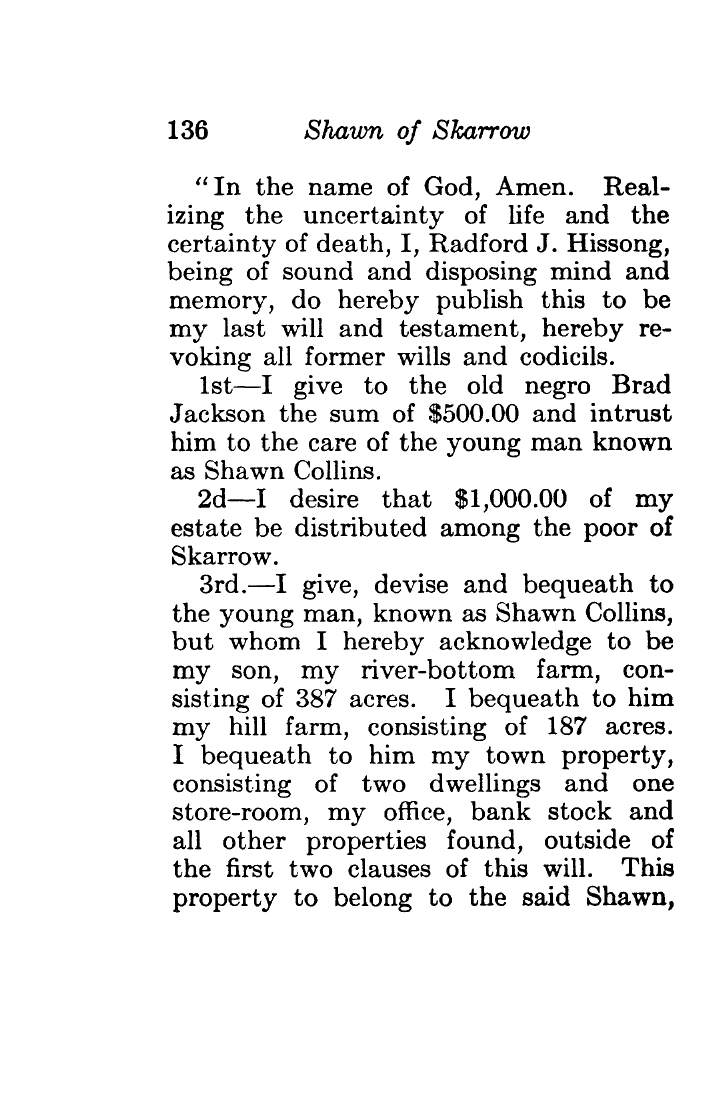 136 Shawn of Skarrow
“In the name of God, Amen. Real-
izing the uncertainty of life and the
certainty of death, I, Radford J. Hissong,
being of sound and disposing mind and
memory, do hereby publish this to be
my last will and testament, hereby re-
voking all former wills and codicils.
1st—I give to the old negro Brad
Jackson the sum of $500.00 and intrust
him to the care of the young man known
as Shawn Collins.
2d—I desire that $1,000.00 of my
estate be distributed among the poor of
Skarrow.
3rd.—I give, devise and bequeath to
the young man, known as Shawn Collins,
but whom I hereby acknowledge to be
my son, my river-bottom farm, con-
sisting of 387 acres. I bequeath to him
my hill farm, consisting of 187 acres.
I bequeath to him my town property,
consisting of two dwellings and one
store-room, my office, bank stock and
all other properties found, outside of
the first two clauses of this will. This
property to belong to the said Shawn,